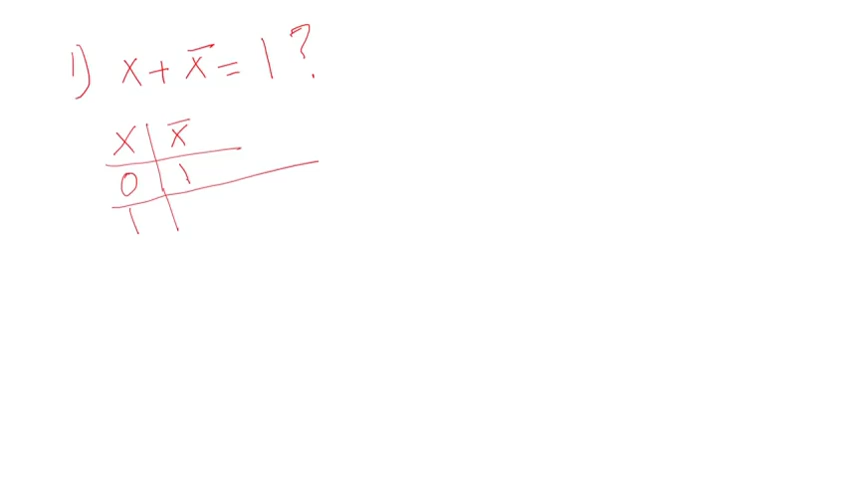 1) x + x̅ = 1 ?
x | x̅
0 | 1
1 |